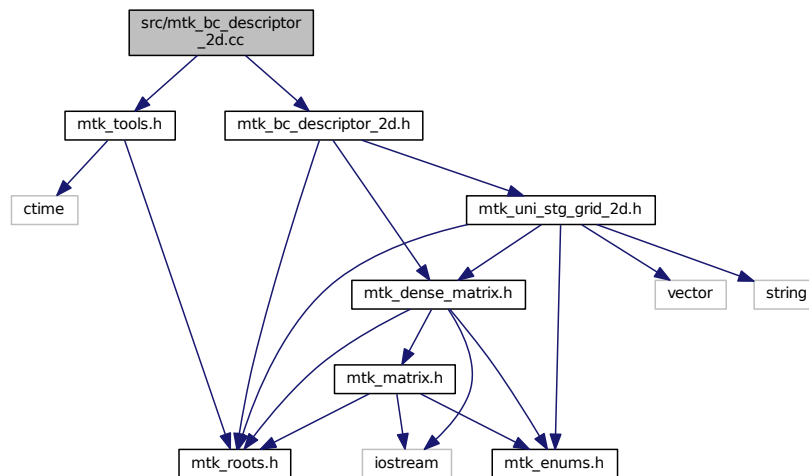 src/mtk_bc_descriptor
_2d.cc
mtk_tools.h
mtk_bc_descriptor_2d.h
ctime
mtk_uni_stg_grid_2d.h
mtk_dense_matrix.h
vector
string
mtk_matrix.h
mtk_roots.h
iostream
mtk_enums.h